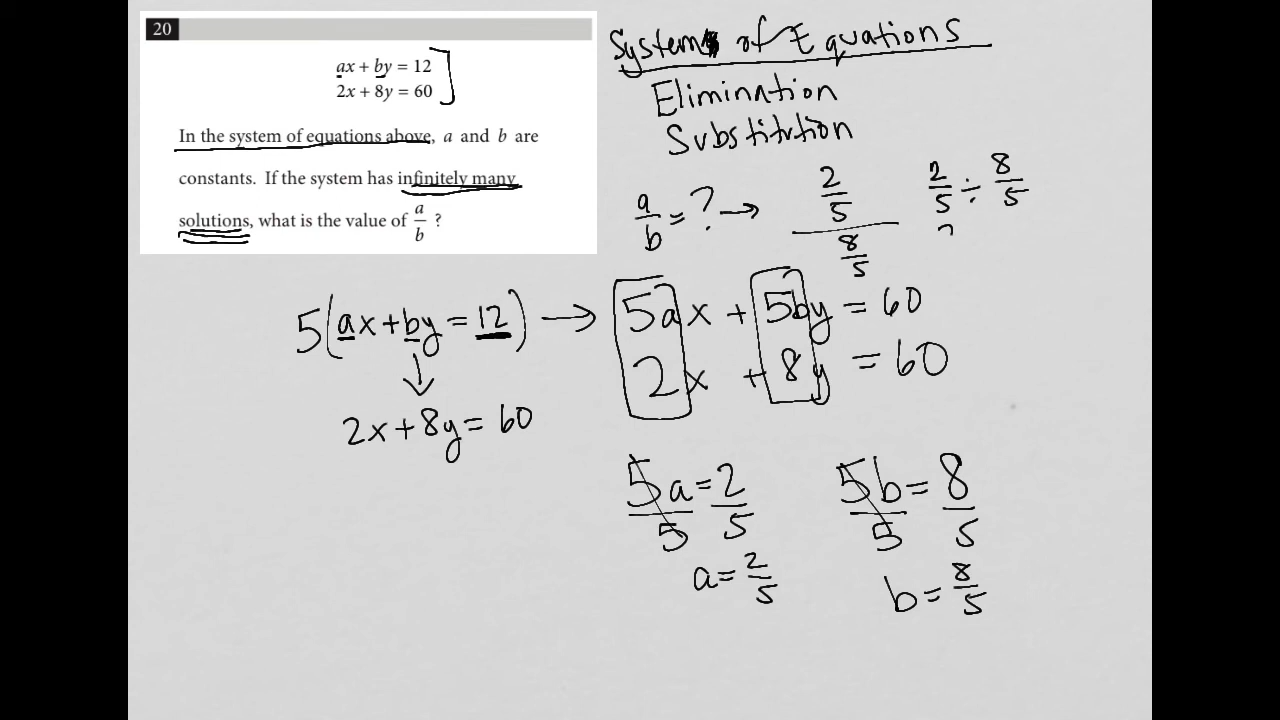 20
ax + by = 12
2x + 8y = 60
In the system of equations above, a and b are
constants. If the system has infinitely many
solutions, what is the value of a/b ?
Systems of Equations
Elimination
Substitution
a/b = ? → (2/5)/(8/5) 2/5 ÷ 8/5
5(ax + by = 12) → 5ax + 5by = 60
2x + 8y = 60
2x + 8y = 60
5a/5 = 2/5 5b/5 = 8/5
a = 2/5 b = 8/5